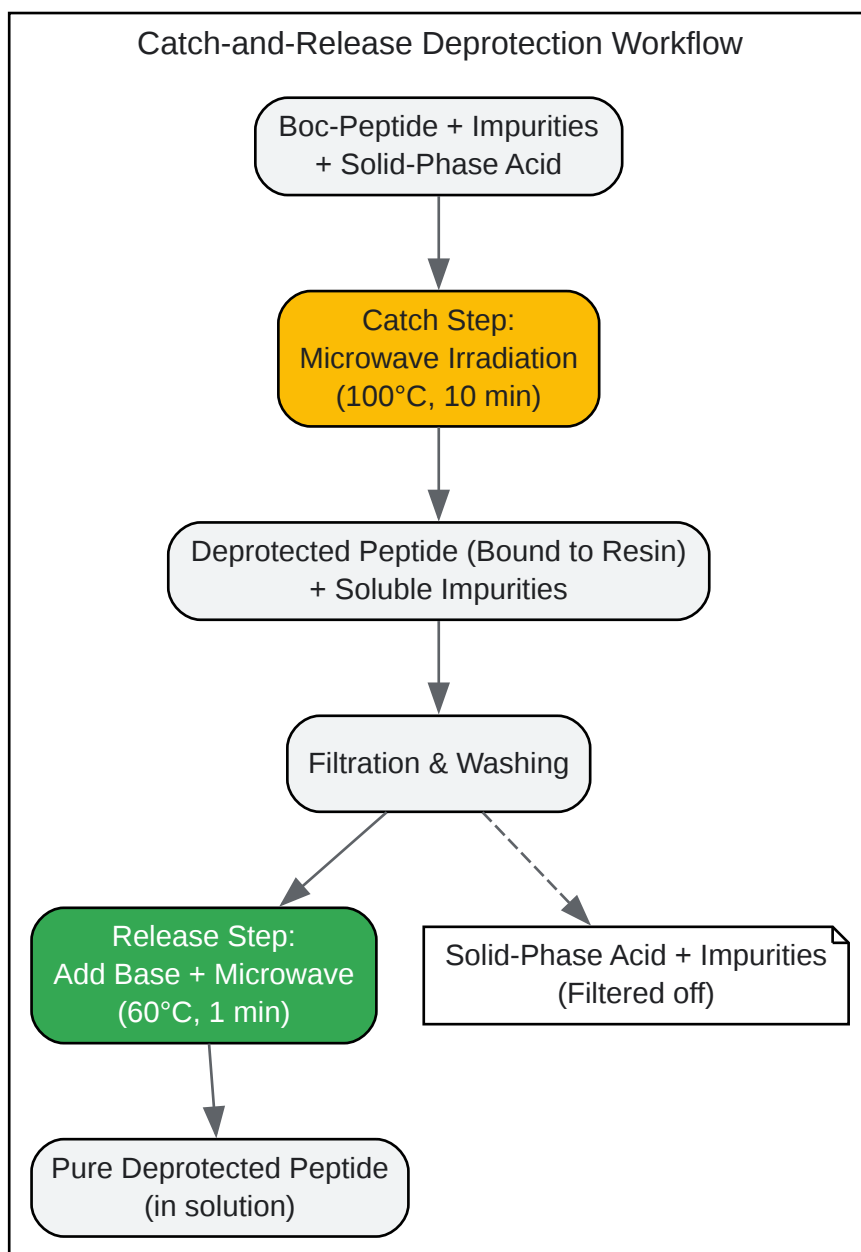 Catch-and-Release Deprotection Workflow
Boc-Peptide + Impurities
+ Solid-Phase Acid
Catch Step:
Microwave Irradiation
(100°C, 10 min)
Deprotected Peptide (Bound to Resin)
+ Soluble Impurities
Filtration & Washing
Release Step:
Add Base + Microwave
(60°C, 1 min)
Solid-Phase Acid + Impurities
(Filtered off)
Pure Deprotected Peptide
(in solution)